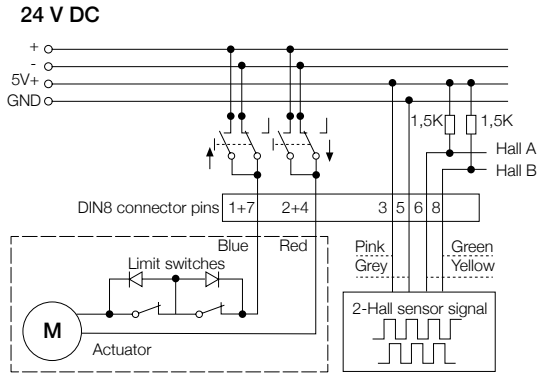 24 V DC
+
-
5V+
GND
1,5K 1,5K
Hall A
Hall B
DIN8 connector pins 1+7 2+4 3 5 6 8
Blue Red Pink Green
Grey Yellow
Limit switches
2-Hall sensor signal
M
Actuator